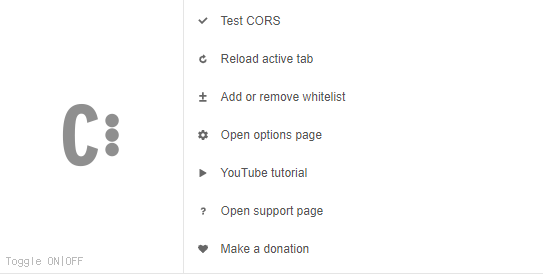 C:
Test CORS
Reload active tab
Add or remove whitelist
Open options page
YouTube tutorial
? Open support page
Make a donation
Toggle ON|OFF